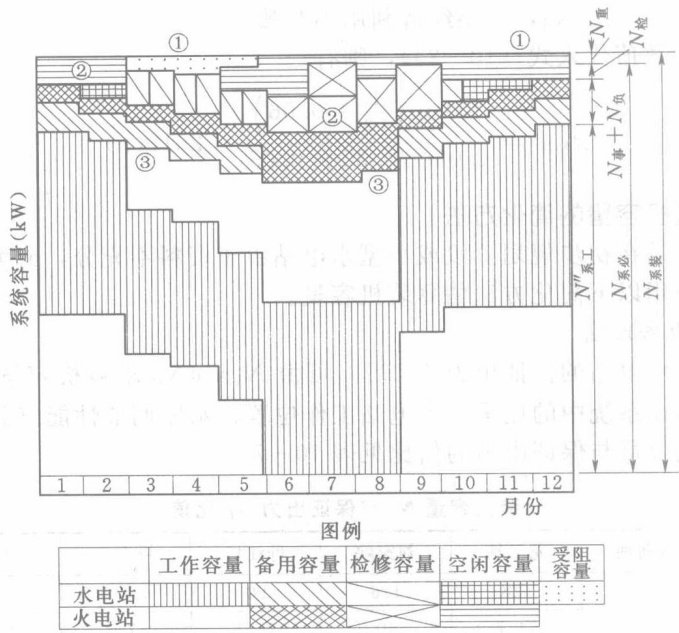 ①
①
②
②
③
③
N重
N检
N事+N负
N″系工
N系必
N系装
系统容量(kW)
1 2 3 4 5 6 7 8 9 10 11 12
月份
图例
工作容量 备用容量 检修容量 空闲容量 受阻容量
水电站
火电站